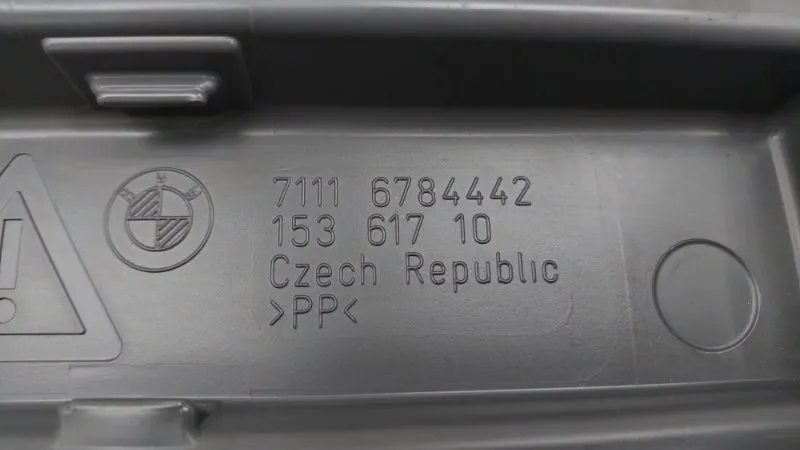 7111 6784442
153 617 10
Czech Republic
>PP<